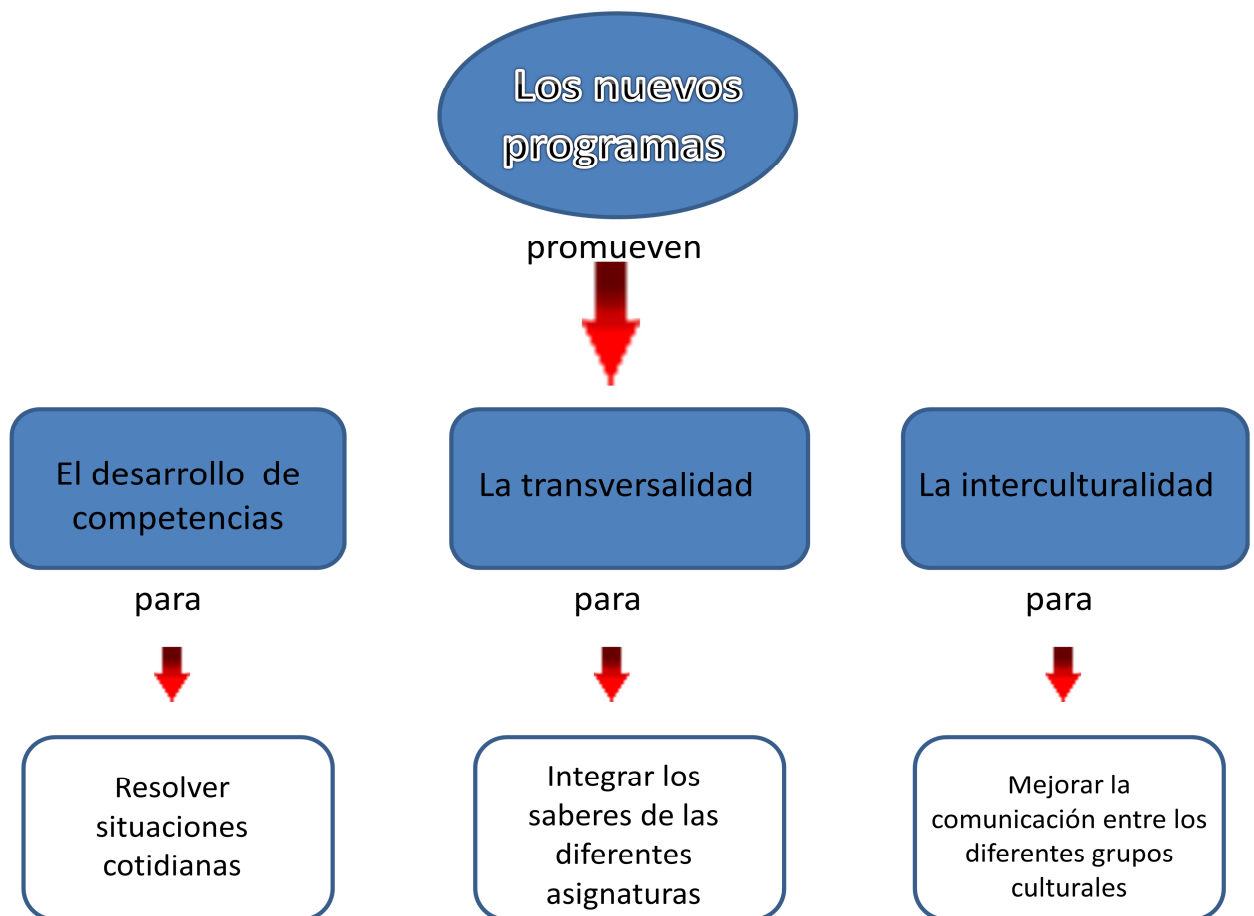 Los nuevos
programas
promueven
El desarrollo de
competencias
La transversalidad
La interculturalidad
para
para
para
Resolver
situaciones
cotidianas
Integrar los
saberes de las
diferentes
asignaturas
Mejorar la
comunicación entre los
diferentes grupos
culturales